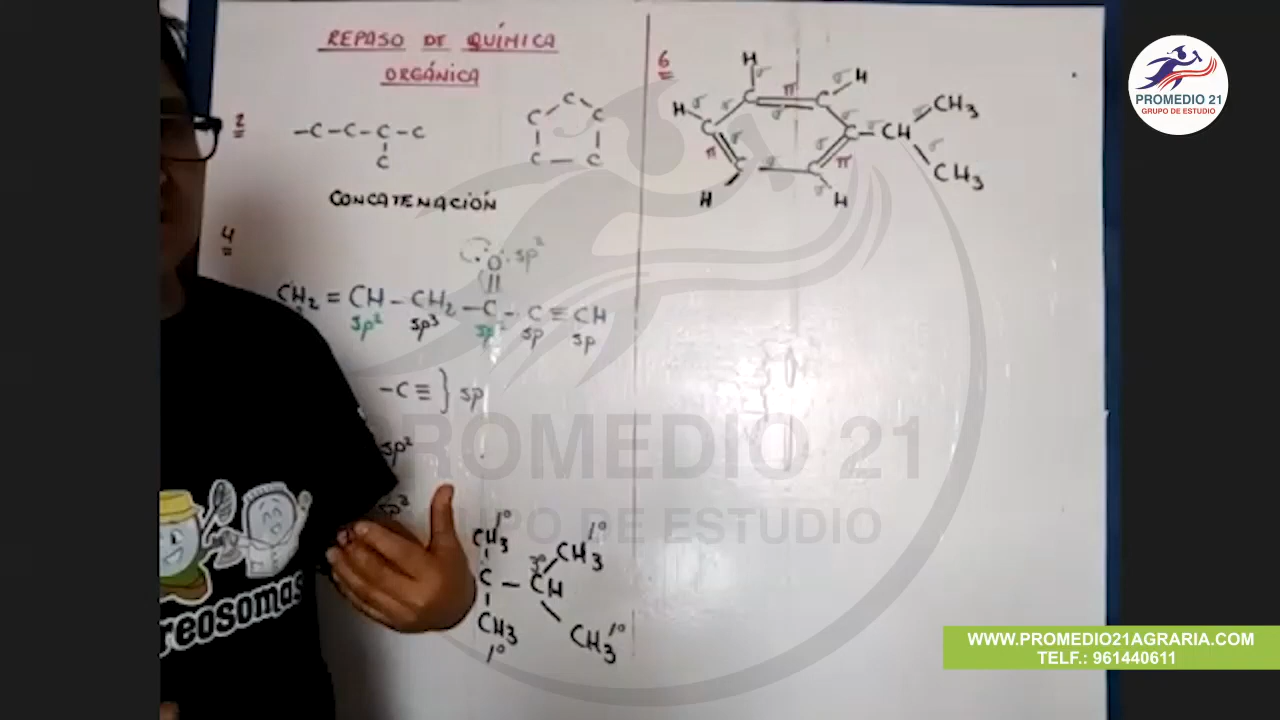 REPASO DE QUÍMICA
ORGÁNICA
2
-C-C-C-C
C
C
C C
C - C
CONCATENACIÓN
4
O sp²
CH₂ = CH - CH₂ - C - C ≡ CH
sp² sp³ sp² sp sp
-C≡} sp
sp²
CH₃ 1°
CH₃ 1°
C - CH 3°
CH₃ 1°
CH₃ 1°
6
H σ
σ H
H σ σ C π C
σ σ CH₃
C σ σ C σ CH
π σ σ π σ
C σ C CH₃
H σ H
PROMEDIO 21
GRUPO DE ESTUDIO
PROMEDIO 21
GRUPO DE ESTUDIO
reosomas
WWW.PROMEDIO21AGRARIA.COM
TELF.: 961440611